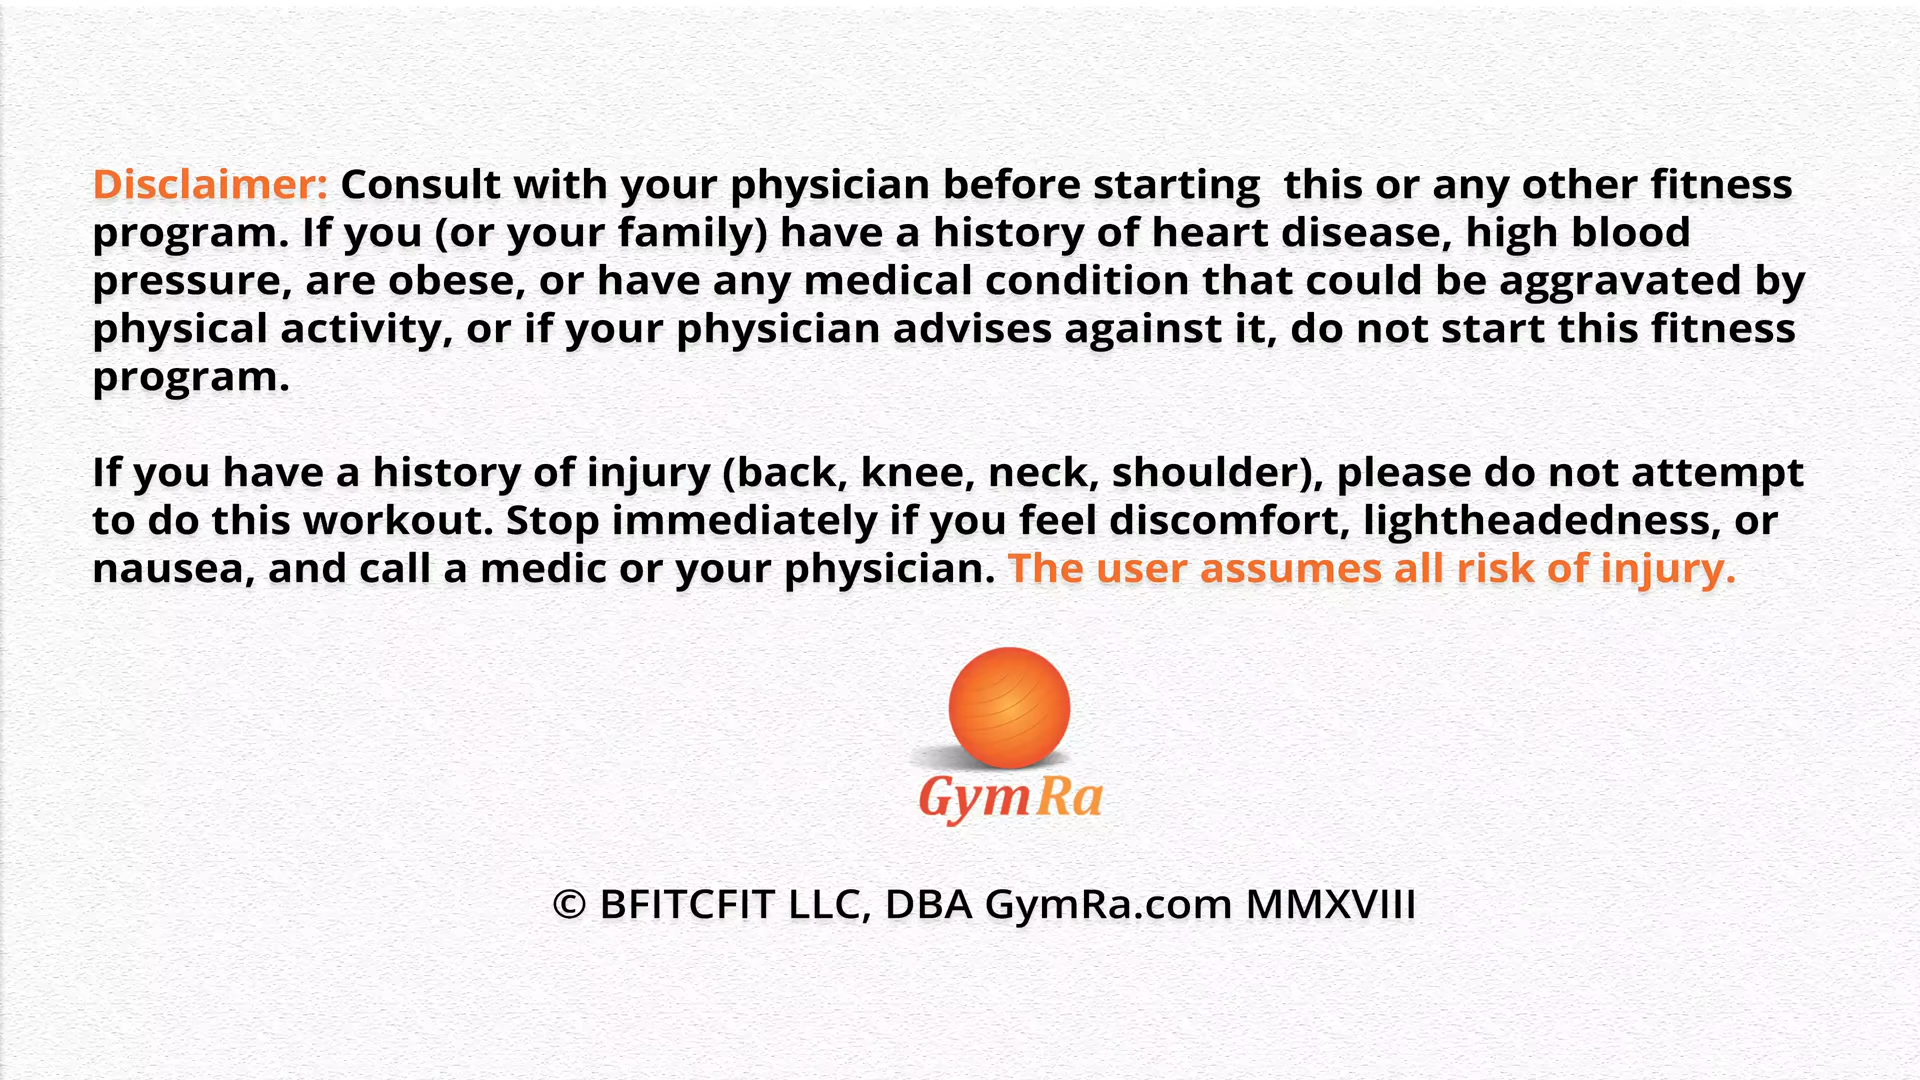 Disclaimer: Consult with your physician before starting  this or any other fitness
program. If you (or your family) have a history of heart disease, high blood
pressure, are obese, or have any medical condition that could be aggravated by
physical activity, or if your physician advises against it, do not start this fitness
program.
If you have a history of injury (back, knee, neck, shoulder), please do not attempt
to do this workout. Stop immediately if you feel discomfort, lightheadedness, or
nausea, and call a medic or your physician. The user assumes all risk of injury.
GymRa
© BFITCFIT LLC, DBA GymRa.com MMXVIII